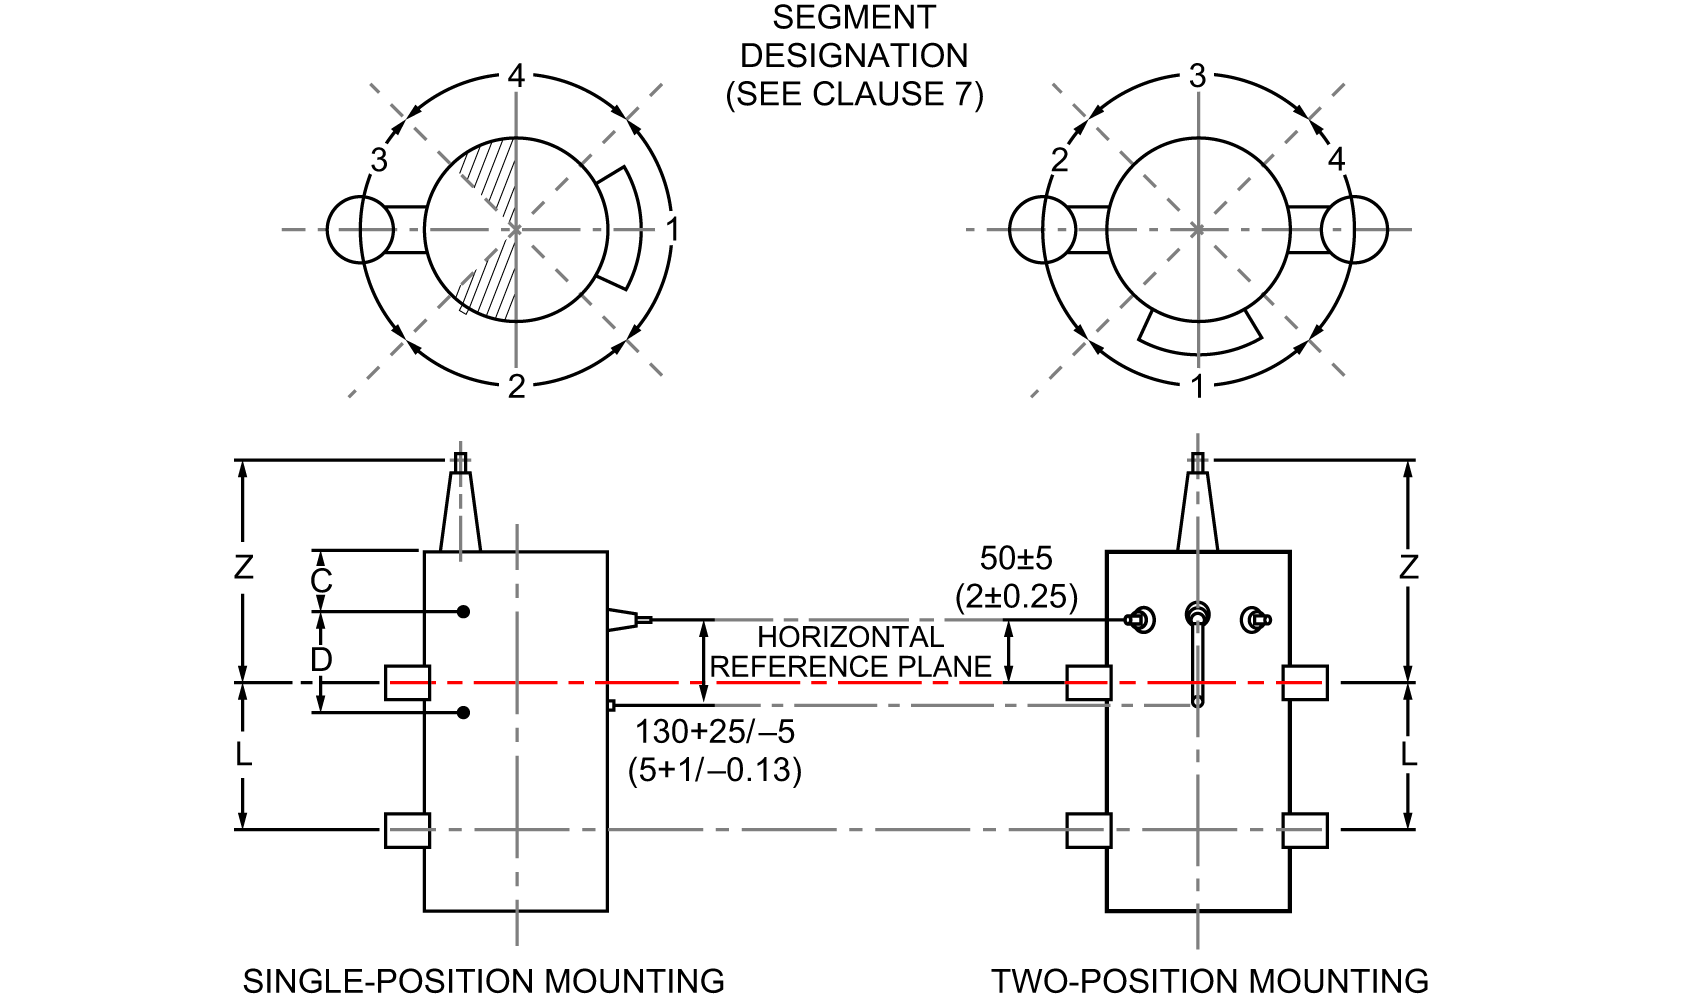 SEGMENT
DESIGNATION
(SEE CLAUSE 7)
4
3
1
2
3
2
4
1
Z
C
D
L
50±5
(2±0.25)
HORIZONTAL
REFERENCE PLANE
130+25/–5
(5+1/–0.13)
Z
L
SINGLE-POSITION MOUNTING
TWO-POSITION MOUNTING